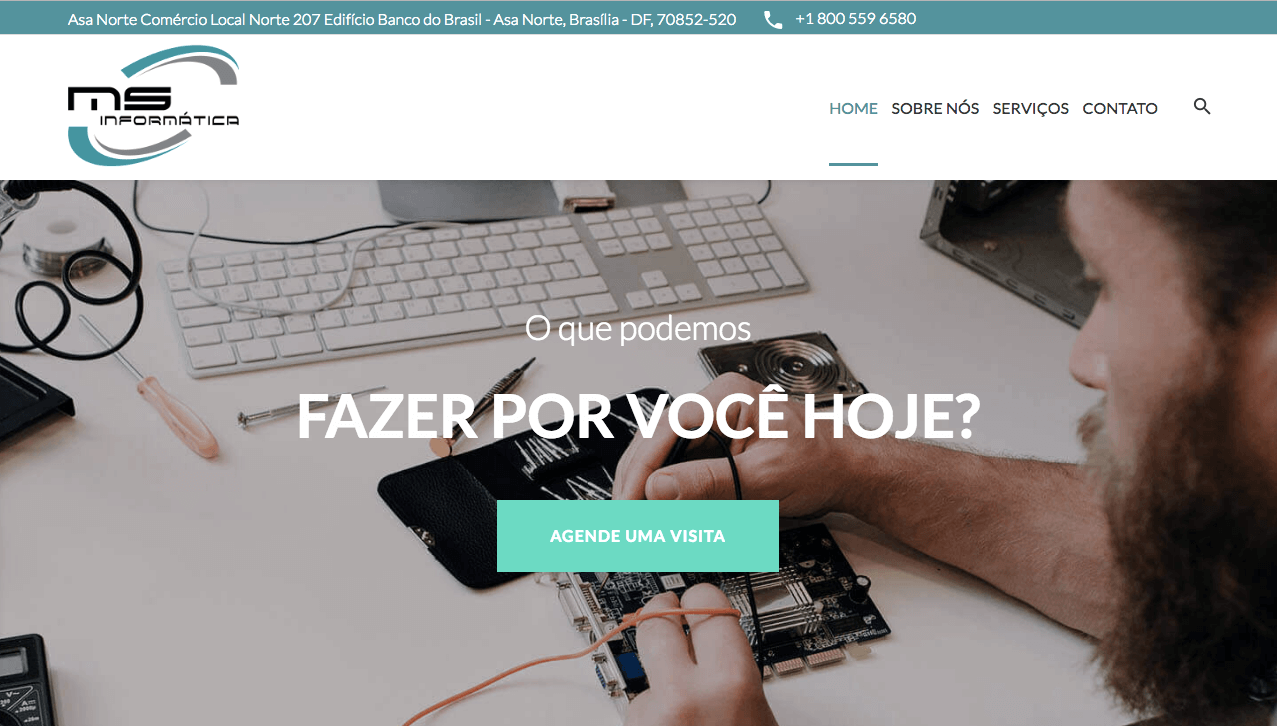 Asa Norte Comércio Local Norte 207 Edifício Banco do Brasil - Asa Norte, Brasília - DF, 70852-520 +1 800 559 6580
MS
INFORMÁTICA
HOME SOBRE NÓS SERVIÇOS CONTATO
O que podemos
FAZER POR VOCÊ HOJE?
AGENDE UMA VISITA